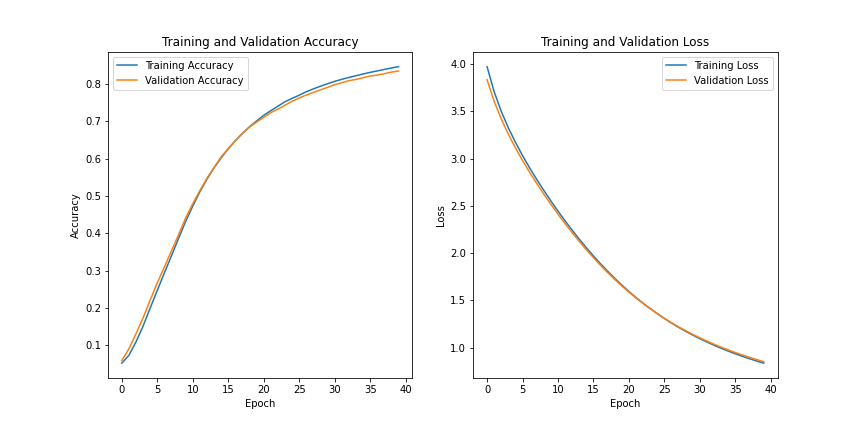 Training and Validation Accuracy
Training Accuracy
Validation Accuracy
0.8
0.7
0.6
0.5
0.4
0.3
0.2
0.1
Accuracy
0 5 10 15 20 25 30 35 40
Epoch
Training and Validation Loss
Training Loss
Validation Loss
4.0
3.5
3.0
2.5
2.0
1.5
1.0
Loss
0 5 10 15 20 25 30 35 40
Epoch